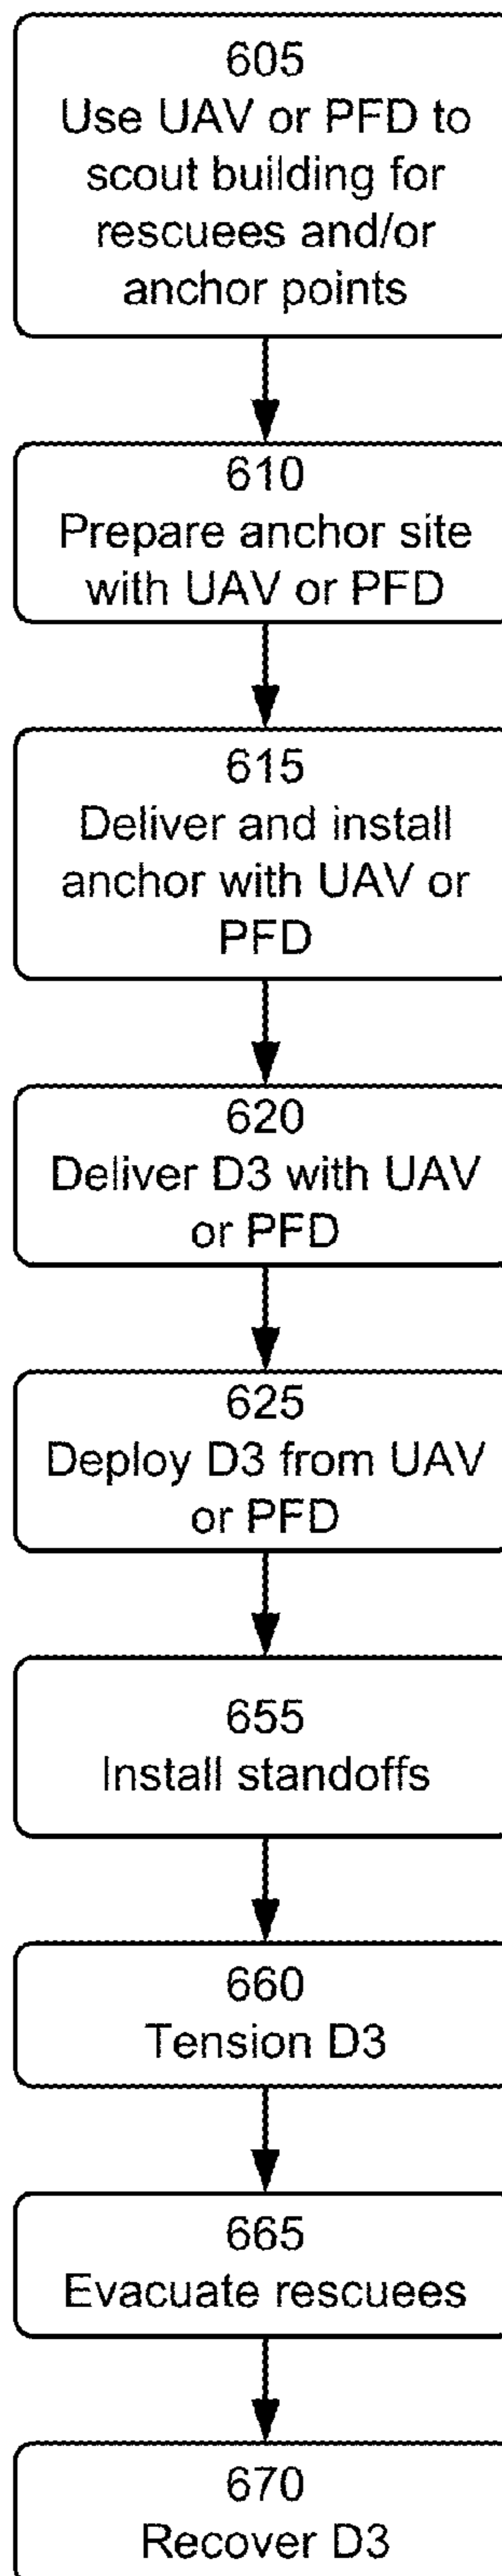 605
Use UAV or PFD to
scout building for
rescuees and/or
anchor points
610
Prepare anchor site
with UAV or PFD
615
Deliver and install
anchor with UAV or
PFD
620
Deliver D3 with UAV
or PFD
625
Deploy D3 from UAV
or PFD
655
Install standoffs
660
Tension D3
665
Evacuate rescuees
670
Recover D3